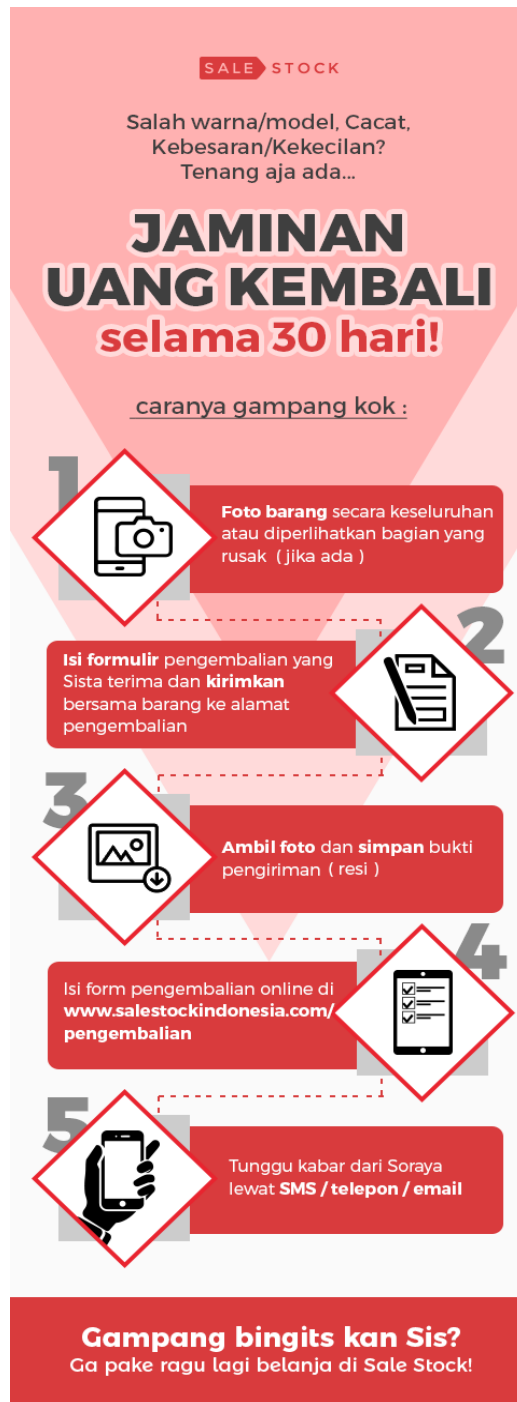 SALE STOCK
Salah warna/model, Cacat,
Kebesaran/Kekecilan?
Tenang aja ada...
JAMINAN
UANG KEMBALI
selama 30 hari!
caranya gampang kok :
1
Foto barang secara keseluruhan
atau diperlihatkan bagian yang
rusak ( jika ada )
2
Isi formulir pengembalian yang
Sista terima dan kirimkan
bersama barang ke alamat
pengembalian
3
Ambil foto dan simpan bukti
pengiriman ( resi )
4
Isi form pengembalian online di
www.salestockindonesia.com/
pengembalian
5
Tunggu kabar dari Soraya
lewat SMS / telepon / email
Gampang bingits kan Sis?
Ga pake ragu lagi belanja di Sale Stock!